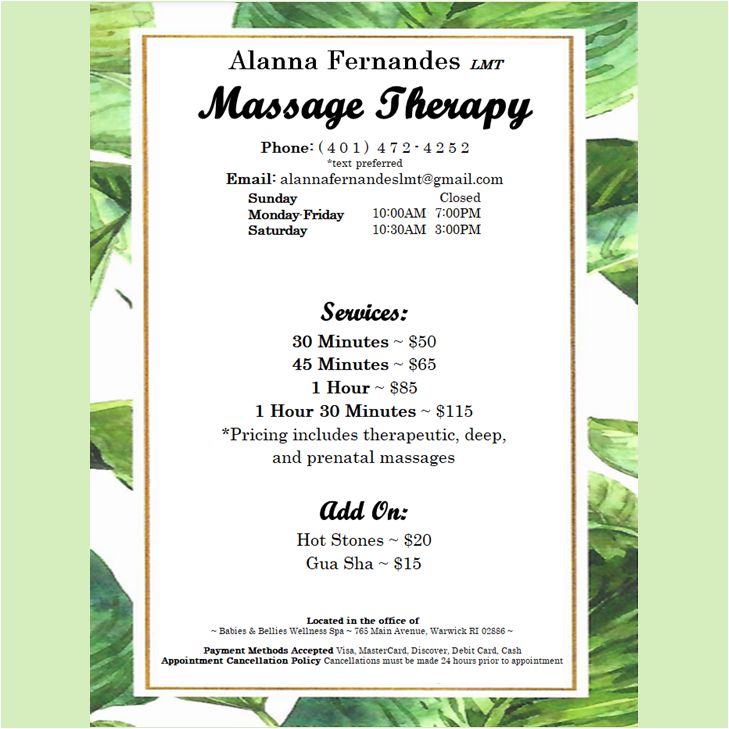 Alanna Fernandes LMT
Massage Therapy
Phone: (401) 472-4252
*text preferred
Email: alannafernandeslmt@gmail.com
Sunday Closed
Monday-Friday 10:00AM 7:00PM
Saturday 10:30AM 3:00PM
Services:
30 Minutes ~ $50
45 Minutes ~ $65
1 Hour ~ $85
1 Hour 30 Minutes ~ $115
*Pricing includes therapeutic, deep,
and prenatal massages
Add On:
Hot Stones ~ $20
Gua Sha ~ $15
Located in the office of
~ Babies & Bellies Wellness Spa ~ 765 Main Avenue, Warwick RI 02886 ~
Payment Methods Accepted Visa, MasterCard, Discover, Debit Card, Cash
Appointment Cancellation Policy Cancellations must be made 24 hours prior to appointment